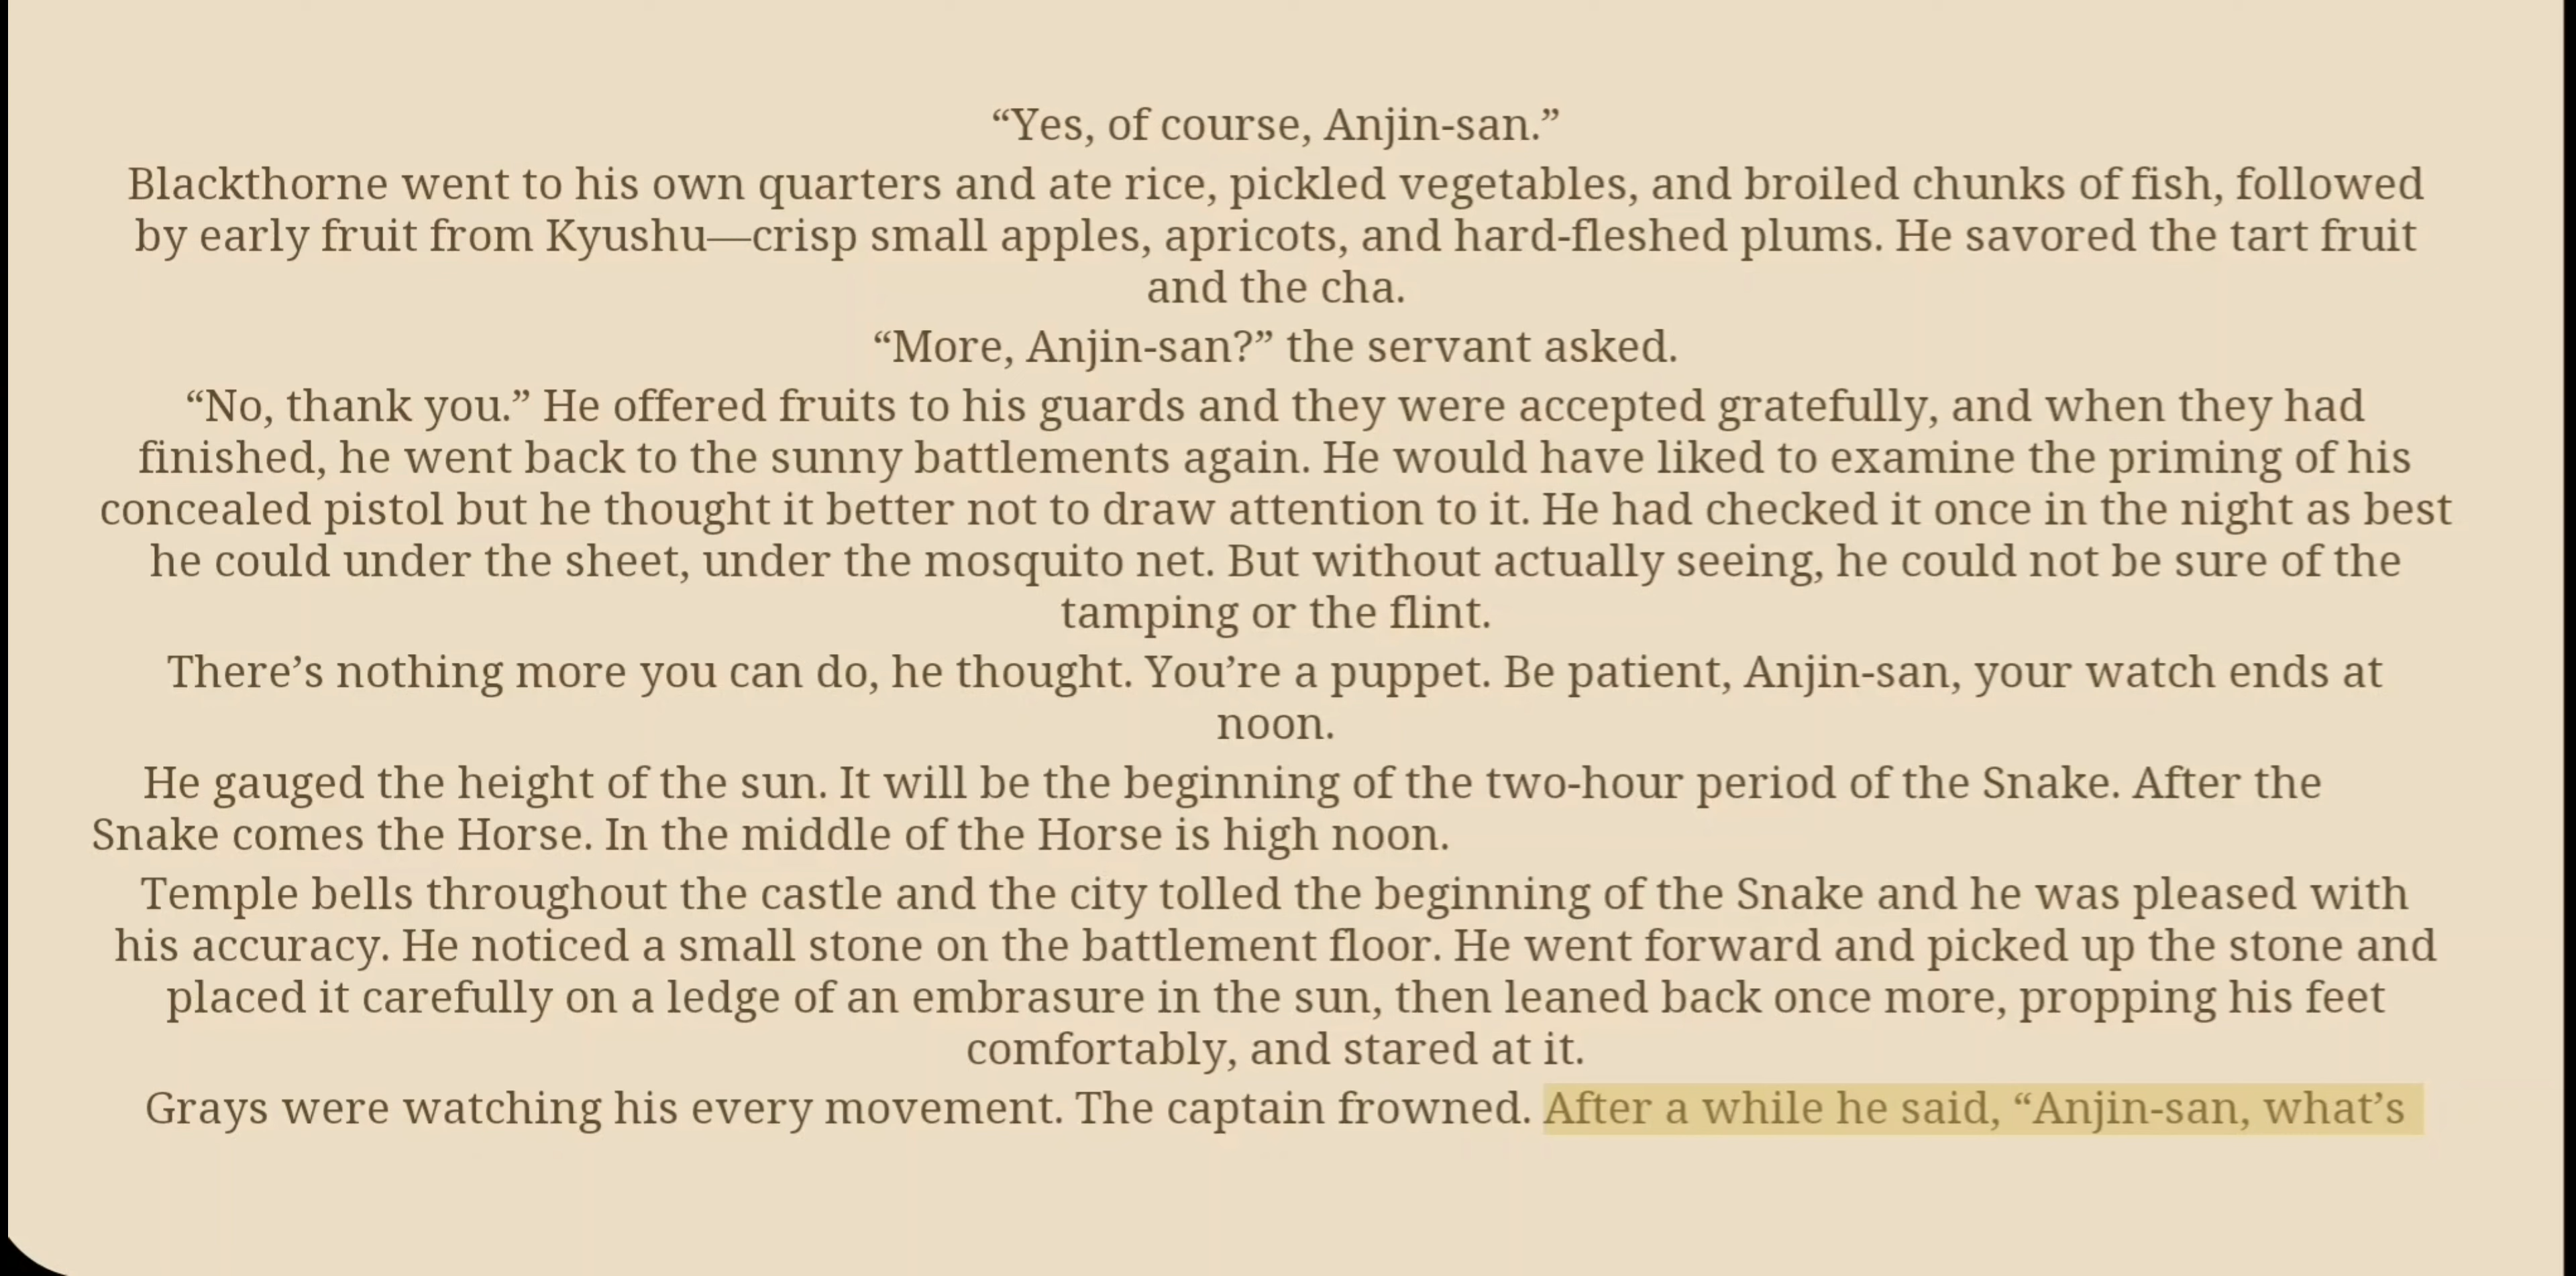 “Yes, of course, Anjin-san.”
Blackthorne went to his own quarters and ate rice, pickled vegetables, and broiled chunks of fish, followed
by early fruit from Kyushu—crisp small apples, apricots, and hard-fleshed plums. He savored the tart fruit
and the cha.
“More, Anjin-san?” the servant asked.
“No, thank you.” He offered fruits to his guards and they were accepted gratefully, and when they had
finished, he went back to the sunny battlements again. He would have liked to examine the priming of his
concealed pistol but he thought it better not to draw attention to it. He had checked it once in the night as best
he could under the sheet, under the mosquito net. But without actually seeing, he could not be sure of the
tamping or the flint.
There’s nothing more you can do, he thought. You’re a puppet. Be patient, Anjin-san, your watch ends at
noon.
He gauged the height of the sun. It will be the beginning of the two-hour period of the Snake. After the
Snake comes the Horse. In the middle of the Horse is high noon.
Temple bells throughout the castle and the city tolled the beginning of the Snake and he was pleased with
his accuracy. He noticed a small stone on the battlement floor. He went forward and picked up the stone and
placed it carefully on a ledge of an embrasure in the sun, then leaned back once more, propping his feet
comfortably, and stared at it.
Grays were watching his every movement. The captain frowned. After a while he said, “Anjin-san, what’s